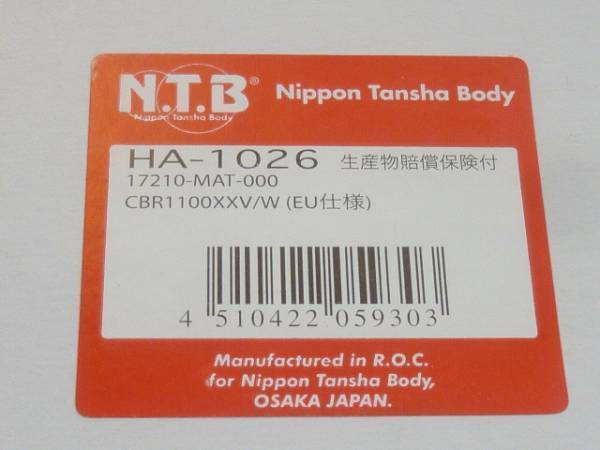 N.T.B® Nippon Tansha Body
Nippon Tansha Body
HA-1026 生産物賠償保険付
17210-MAT-000
CBR1100XXV/W (EU仕様)
4 510422 059303
Manufactured in R.O.C.
for Nippon Tansha Body,
OSAKA JAPAN.